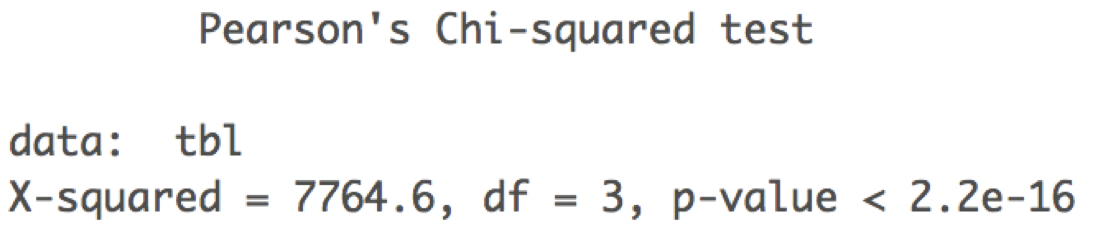 Pearson's Chi-squared test
data:  tbl
X-squared = 7764.6, df = 3, p-value < 2.2e-16